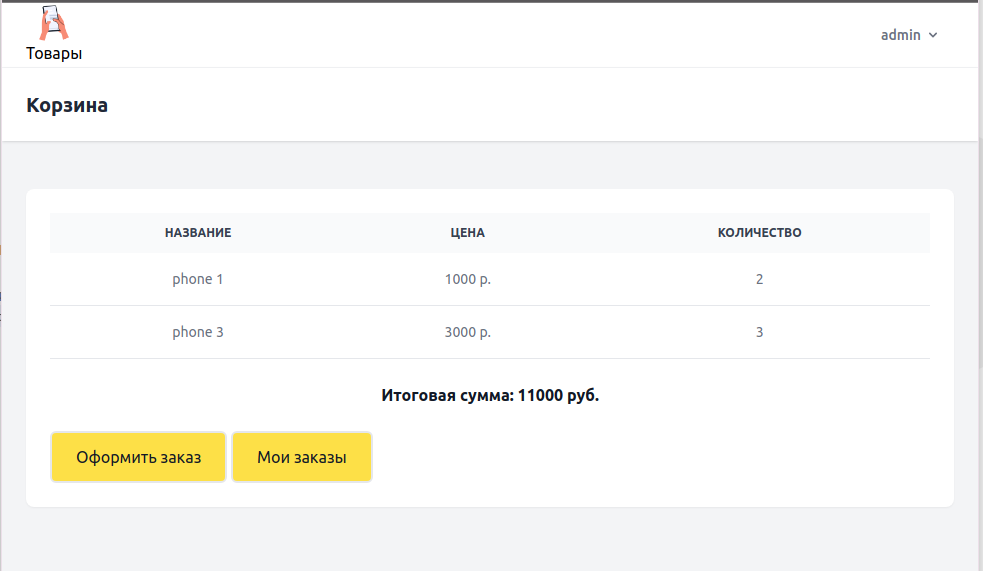 Товары
admin
Корзина
НАЗВАНИЕ ЦЕНА КОЛИЧЕСТВО
phone 1 1000 р. 2
phone 3 3000 р. 3
Итоговая сумма: 11000 руб.
Оформить заказ Мои заказы